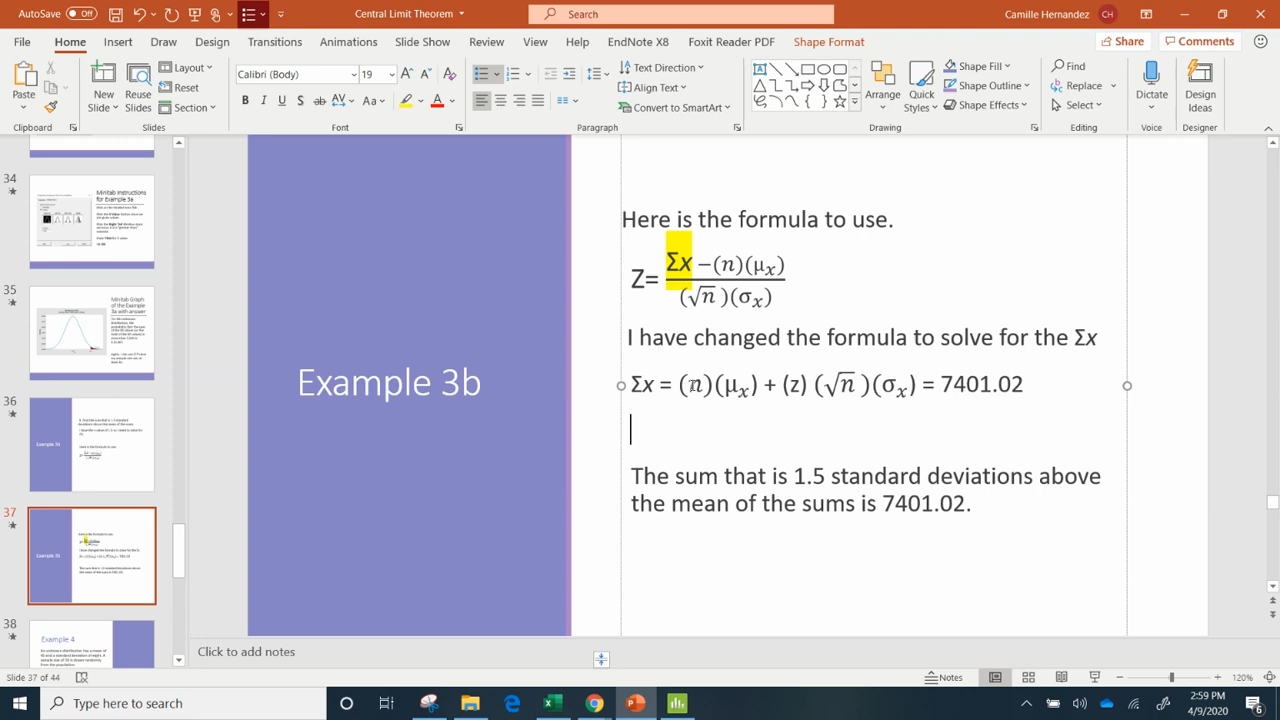 AutoSave Off
Central Limit Theorem
Search
Camille Hernandez CH
File Home Insert Draw Design Transitions Animations Slide Show Review View Help EndNote X8 Foxit Reader PDF Shape Format Share Comments
Paste
Clipboard
New Slide
Reuse Slides
Layout
Reset
Section
Slides
Calibri (Body) 19
B I U S ab AV Aa A
Font
Text Direction
Align Text
Convert to SmartArt
Paragraph
Arrange
Quick Styles
Shape Fill
Shape Outline
Shape Effects
Drawing
Find
Replace
Select
Editing
Dictate
Voice
Design Ideas
Designer
34
Minitab Instructions
for Example 3a
35
Minitab Graph
of the Example
3a with answer
36
37
38
Example 4
Example 3b
Here is the formula to use.
Z= Σx −(n)(μₓ) / (√n )(σₓ)
I have changed the formula to solve for the Σx
Σx = (n)(μₓ) + (z) (√n )(σₓ) = 7401.02
The sum that is 1.5 standard deviations above
the mean of the sums is 7401.02.
Click to add notes
Slide 37 of 44
Notes
120%
Type here to search
2:59 PM
4/9/2020
6